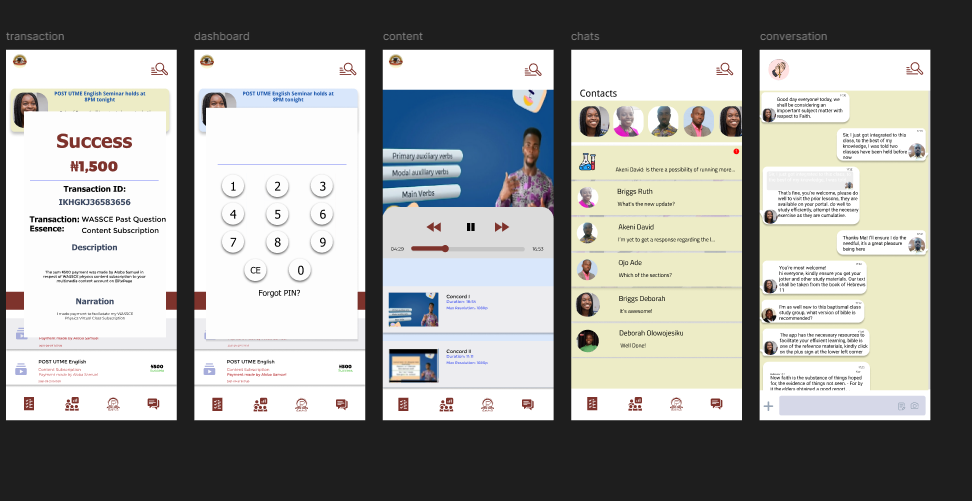 transaction
dashboard
content
chats
conversation
POST UTME English Seminar holds at
8PM tonight
Success
₦1,500
Transaction ID:
IKHGKJ36583656
Transaction: WASSCE Past Question
Essence: Content Subscription
Description
The sum ₦500 payment was made by Akiba Samuel in
respect of WASSCE physics content subscription to your
multimedia content account on
Narration
I made payment to facilitate my WASSCE
Physics Virtual Class Subscription
Payment made by Akiba Samuel
POST UTME English
Content Subscription
Payment made by Akiba Samuel
₦500
POST UTME English Seminar holds at
8PM tonight
1
2
3
4
5
6
7
8
9
CE
0
Forgot PIN?
POST UTME English
Content Subscription
Payment made by Akiba Samuel
₦500
Primary auxiliary verbs
Modal auxiliary verbs
Main Verbs
04:29
16:53
Concord I
Concord II
Contacts
Akeni David: Is there a possibility of running more...
Briggs Ruth
What's the new update?
Akeni David
I'm yet to get a response regarding the l...
Ojo Ade
Which of the sections?
Briggs Deborah
It's awesome!
Deborah Olowojesiku
Well Done!
Good day everyone! today, we
shall be considering an
important subject matter with
respect to Faith.
Sir, I just got integrated to this
class, to the best of my
knowledge, I was told two
classes have been held before
now
That's fine, you're welcome, please do
well to visit the prior lessons, they are
available on your portal. do well to
study efficiently, attempt the necessary
exercise as they are cumulative.
Thanks Ma! I'll ensure I do the
needful, it's a great pleasure
being here
You're most welcome!
Hi everyone, kindly ensure you get your
jotter and other study materials. Our text
shall be taken from the book of Hebrews
I'm as well new to this baptismal class
study group, what version of bible is
recommended?
The app has the necessary resources to
facilitate your efficient learning, bible is
one of the reference materials, kindly click
on the plus sign at the lower left corner
Now faith is the substance of things hoped
for, the evidence of things not seen. - For by
it the elders obtained a good report.